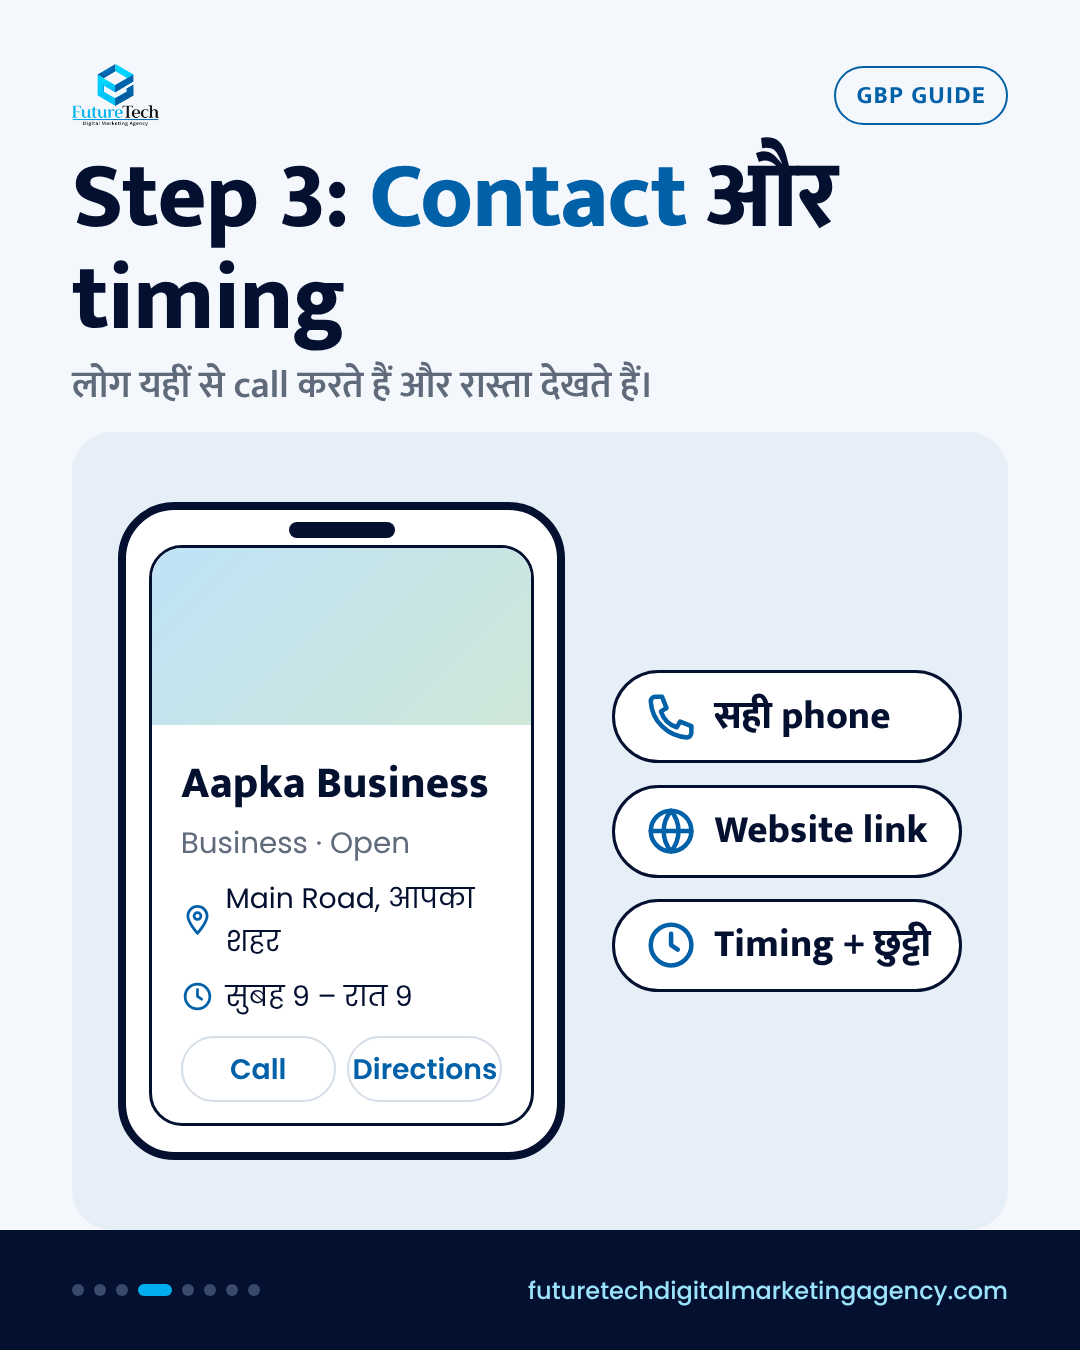 FutureTech
Digital Marketing Agency
GBP GUIDE
Step 3: Contact और
timing
लोग यहीं से call करते हैं और रास्ता देखते हैं।
Aapka Business
Business · Open
Main Road, आपका
शहर
सुबह 9 – रात 9
Call
Directions
सही phone
Website link
Timing + छुट्टी
futuretechdigitalmarketingagency.com